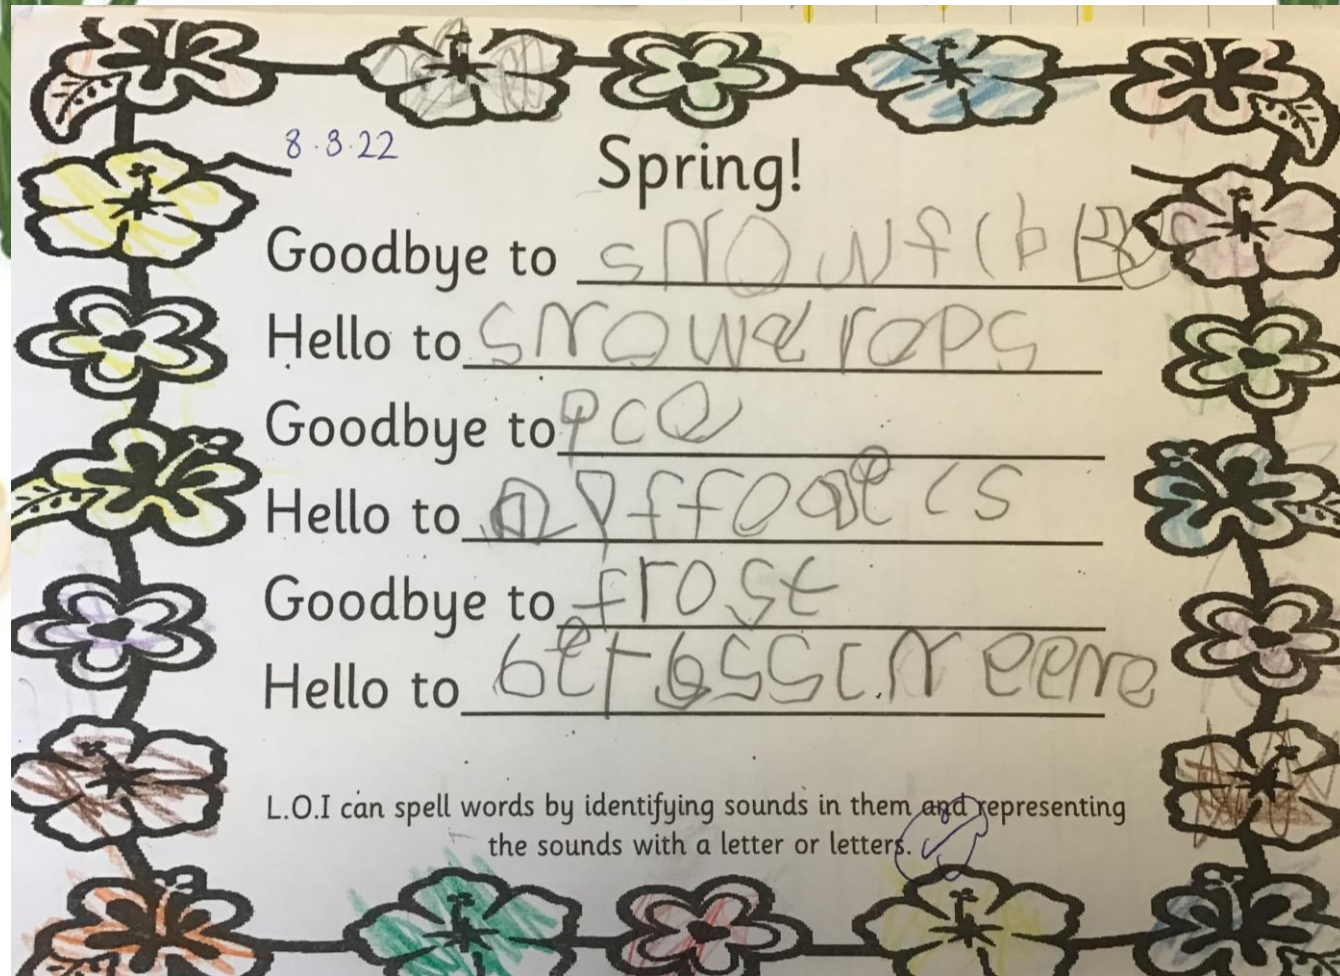 8.3.22
Spring!
Goodbye to
Hello to snowdrops
Goodbye to
Hello to
Goodbye to frost
Hello to
L.O.I can spell words by identifying sounds in them and representing
the sounds with a letter or letters.